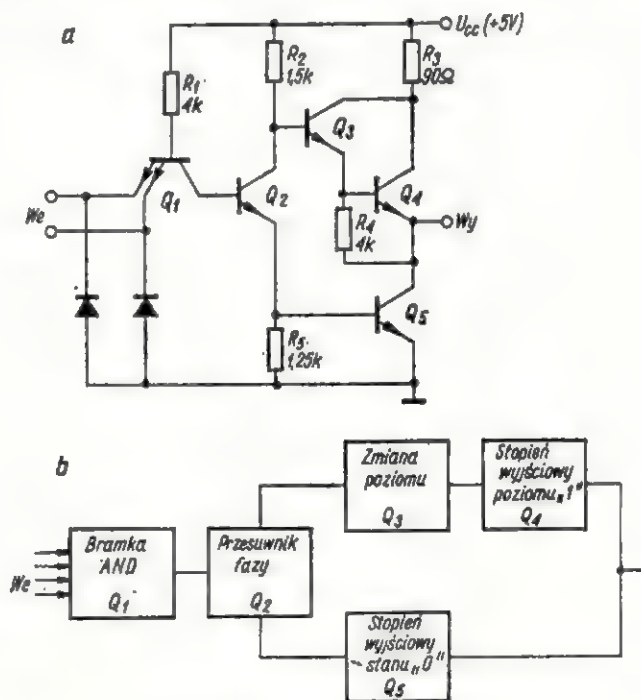 a
U_CC (+5V)
R1
4k
R2
1,5k
R3
90Ω
Q3
Q4
We
Q1
Q2
R4
4k
Wy
Q5
R5
1,25k
b
Zmiana
poziomu
Q3
Stopień
wyjściowy
poziomu„1"
Q4
Bramka
AND
Q1
Przesuwnik
fazy
Q2
We
Stopień
wyjściowy
stanu„0"
Q5